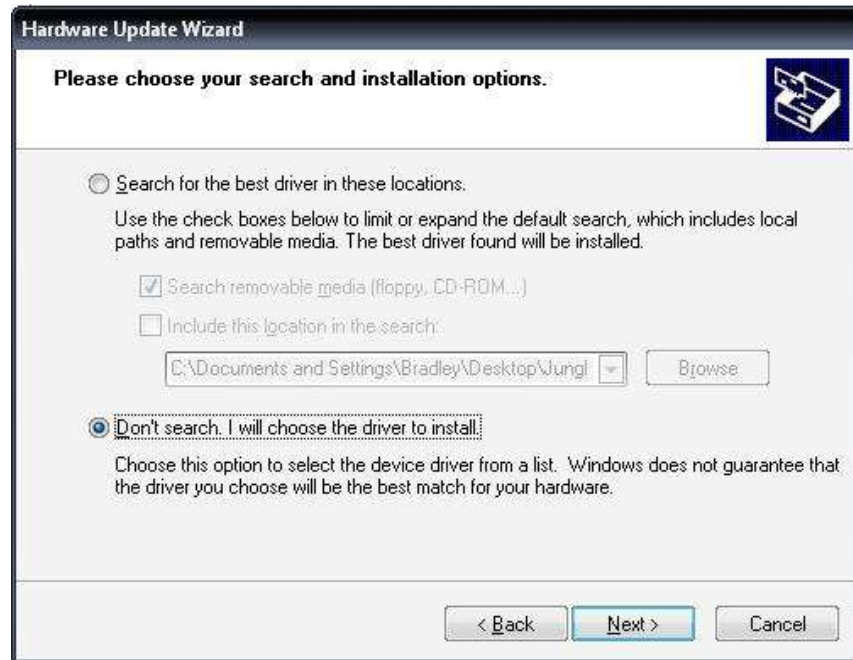 Hardware Update Wizard
Please choose your search and installation options.
Search for the best driver in these locations.
Use the check boxes below to limit or expand the default search, which includes local
paths and removable media. The best driver found will be installed.
Search removable media (floppy, CD-ROM...)
Include this location in the search:
C:\Documents and Settings\Bradley\Desktop\Jungl
Browse
Don't search. I will choose the driver to install.
Choose this option to select the device driver from a list. Windows does not guarantee that
the driver you choose will be the best match for your hardware.
< Back
Next >
Cancel